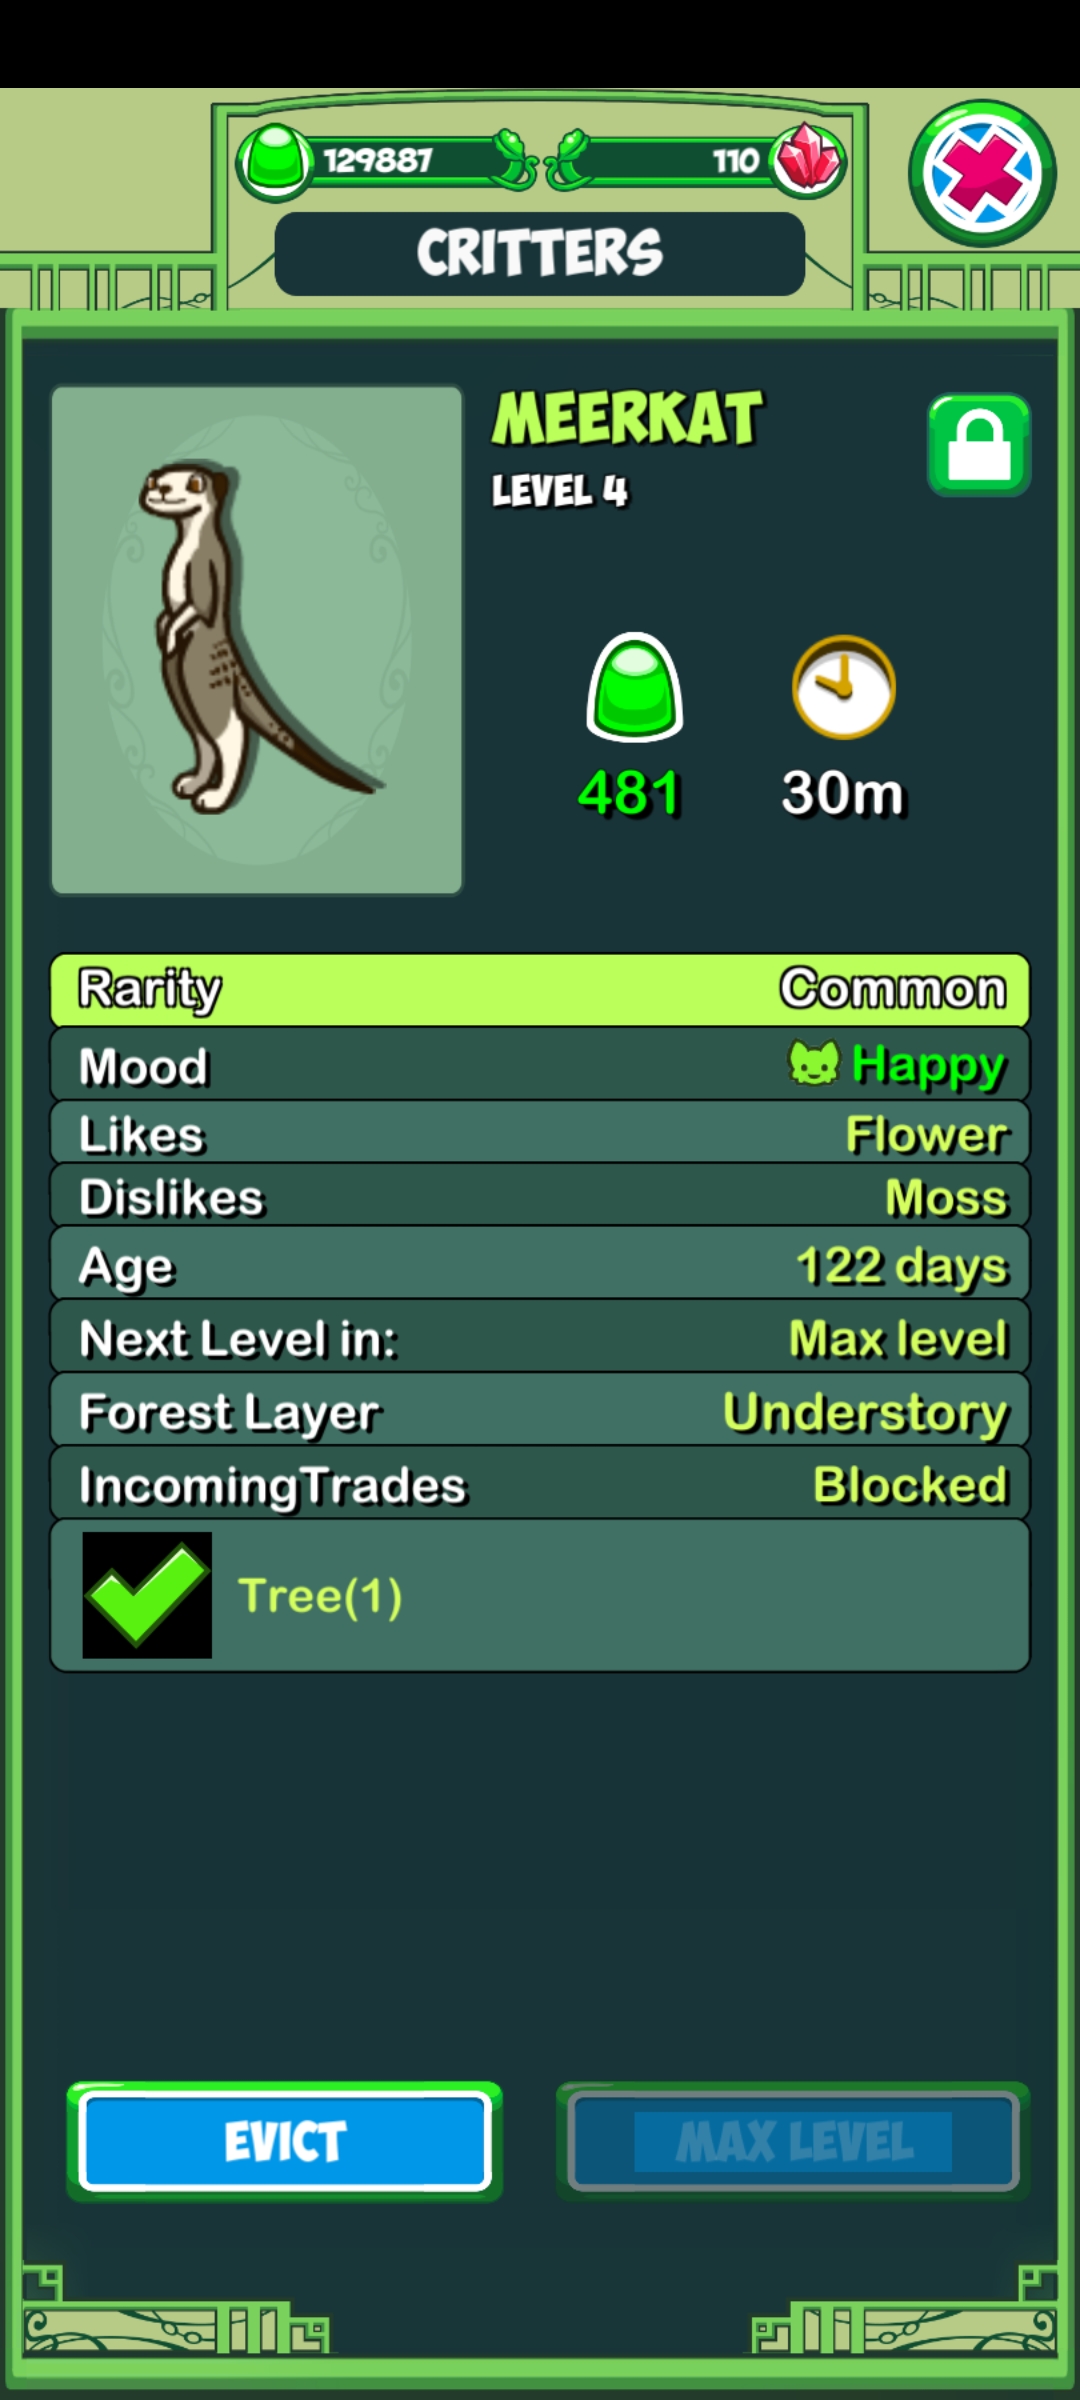 129887 110
CRITTERS
MEERKAT
LEVEL 4
481 30m
Rarity Common
Mood Happy
Likes Flower
Dislikes Moss
Age 122 days
Next Level in: Max level
Forest Layer Understory
IncomingTrades Blocked
Tree(1)
EVICT MAX LEVEL